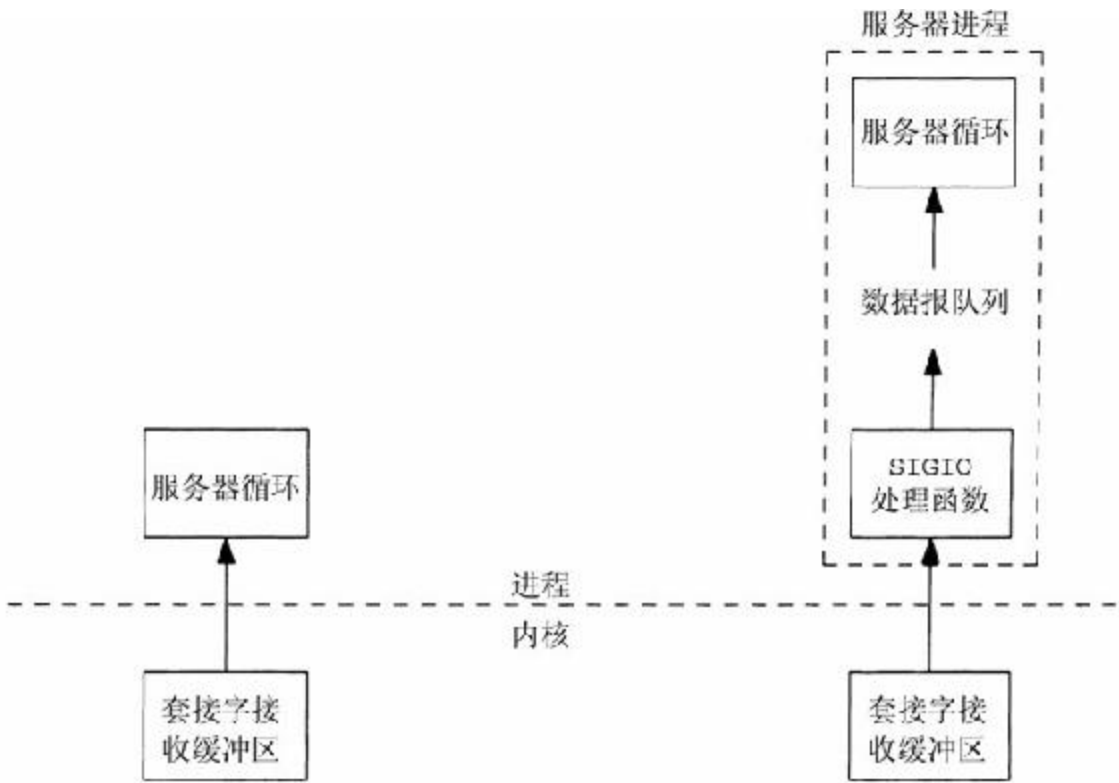 服务器进程
服务器循环
数据报队列
服务器循环
SIGIC
处理函数
进程
内核
套接字接
收缓冲区
套接字接
收缓冲区